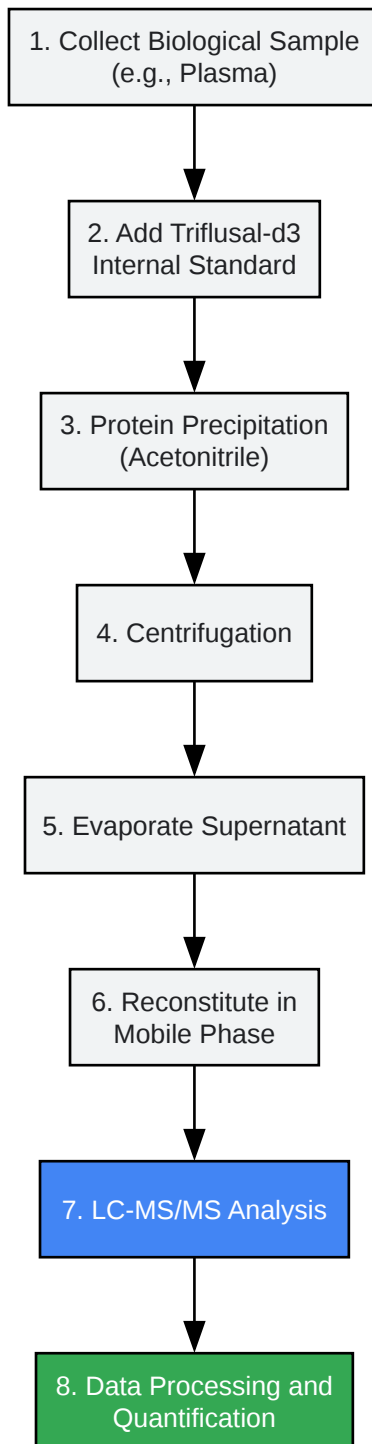 1. Collect Biological Sample
(e.g., Plasma)
2. Add Triflusal-d3
Internal Standard
3. Protein Precipitation
(Acetonitrile)
4. Centrifugation
5. Evaporate Supernatant
6. Reconstitute in
Mobile Phase
7. LC-MS/MS Analysis
8. Data Processing and
Quantification